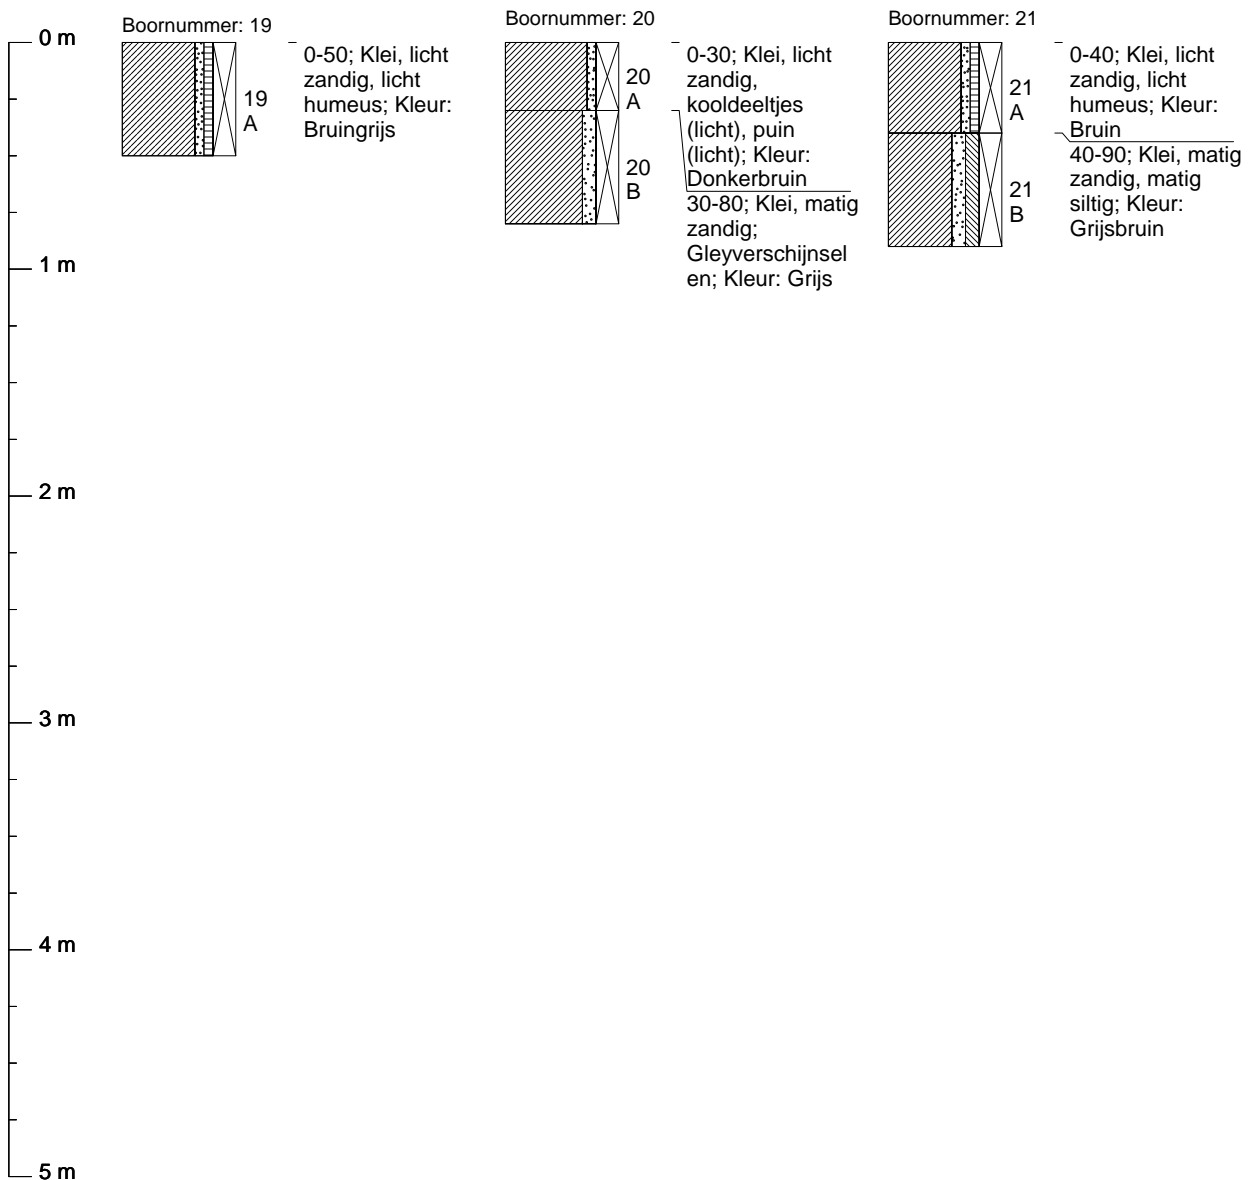 Boornummer: 19
19
A
0-50; Klei, licht
zandig, licht
humeus; Kleur:
Bruingrijs
Boornummer: 20
20
A
20
B
0-30; Klei, licht
zandig,
kooldeeltjes
(licht), puin
(licht); Kleur:
Donkerbruin
30-80; Klei, matig
zandig;
Gleyverschijnsel
en; Kleur: Grijs
Boornummer: 21
21
A
21
B
0-40; Klei, licht
zandig, licht
humeus; Kleur:
Bruin
40-90; Klei, matig
zandig, matig
siltig; Kleur:
Grijsbruin
0 m
1 m
2 m
3 m
4 m
5 m